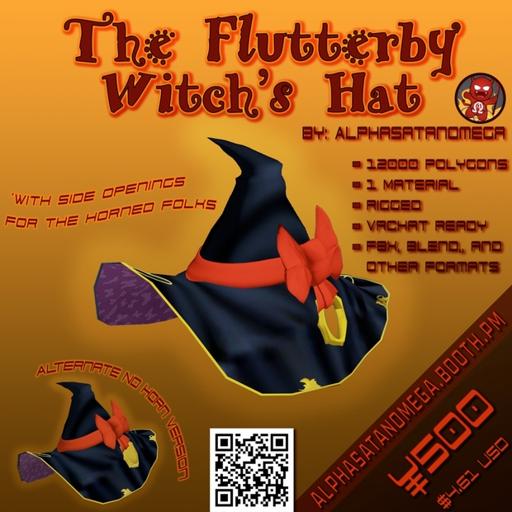 The Flutterby
Witch's Hat
BY: ALPHASATANOMEGA
12000 POLYGONS
1 MATERIAL
RIGGED
VRCHAT READY
FBX, BLEND, AND
OTHER FORMATS
*WITH SIDE OPENINGS
FOR THE HORNED FOLKS
ALTERNATE NO HORN VERSION
ALPHASATANOMEGA.BOOTH.PM
¥500
$4.61 USD